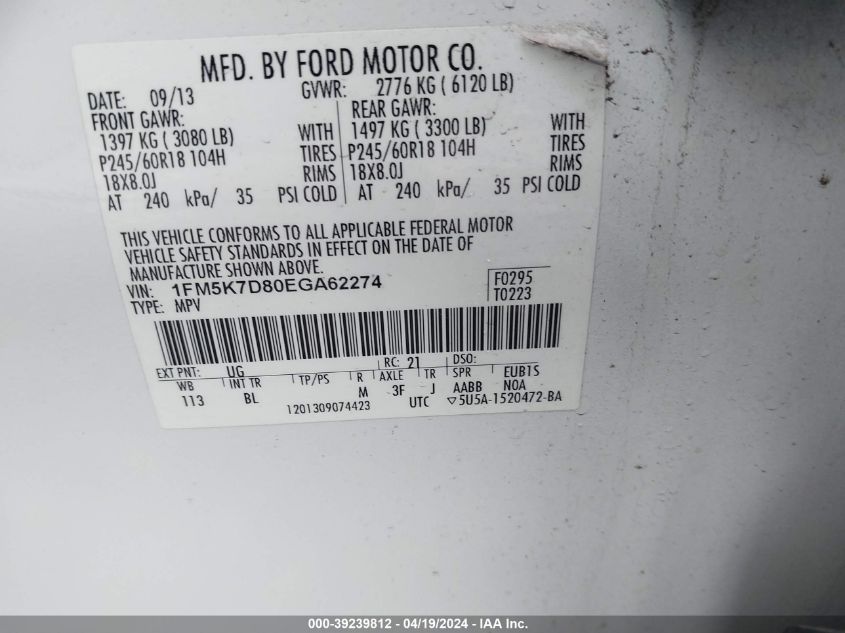 MFD. BY FORD MOTOR CO.
DATE: 09/13 GVWR: 2776 KG ( 6120 LB)
FRONT GAWR: REAR GAWR:
1397 KG ( 3080 LB) WITH 1497 KG ( 3300 LB) WITH
P245/60R18 104H TIRES P245/60R18 104H TIRES
18X8.0J RIMS 18X8.0J RIMS
AT 240 kPa/ 35 PSI COLD AT 240 kPa/ 35 PSI COLD
THIS VEHICLE CONFORMS TO ALL APPLICABLE FEDERAL MOTOR
VEHICLE SAFETY STANDARDS IN EFFECT ON THE DATE OF
MANUFACTURE SHOWN ABOVE.
VIN: 1FM5K7D80EGA62274 F0295
TYPE: MPV T0223
EXT PNT: UG RC: 21 DSO:
WB INT TR TP/PS R AXLE TR SPR EUB1S
113 BL M 3F J AABB NOA
1201309074423 UTC ▽5U5A-1520472-BA
000-39239812 - 04/19/2024 - IAA Inc.